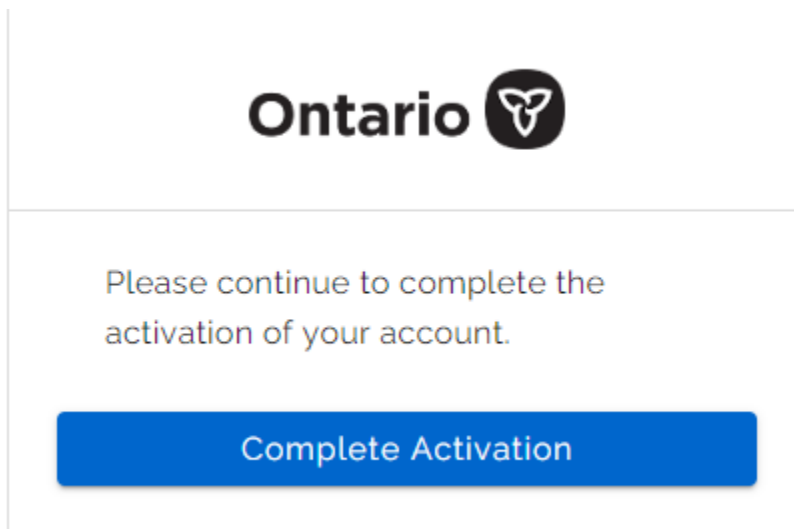 Ontario
Please continue to complete the
activation of your account.
Complete Activation